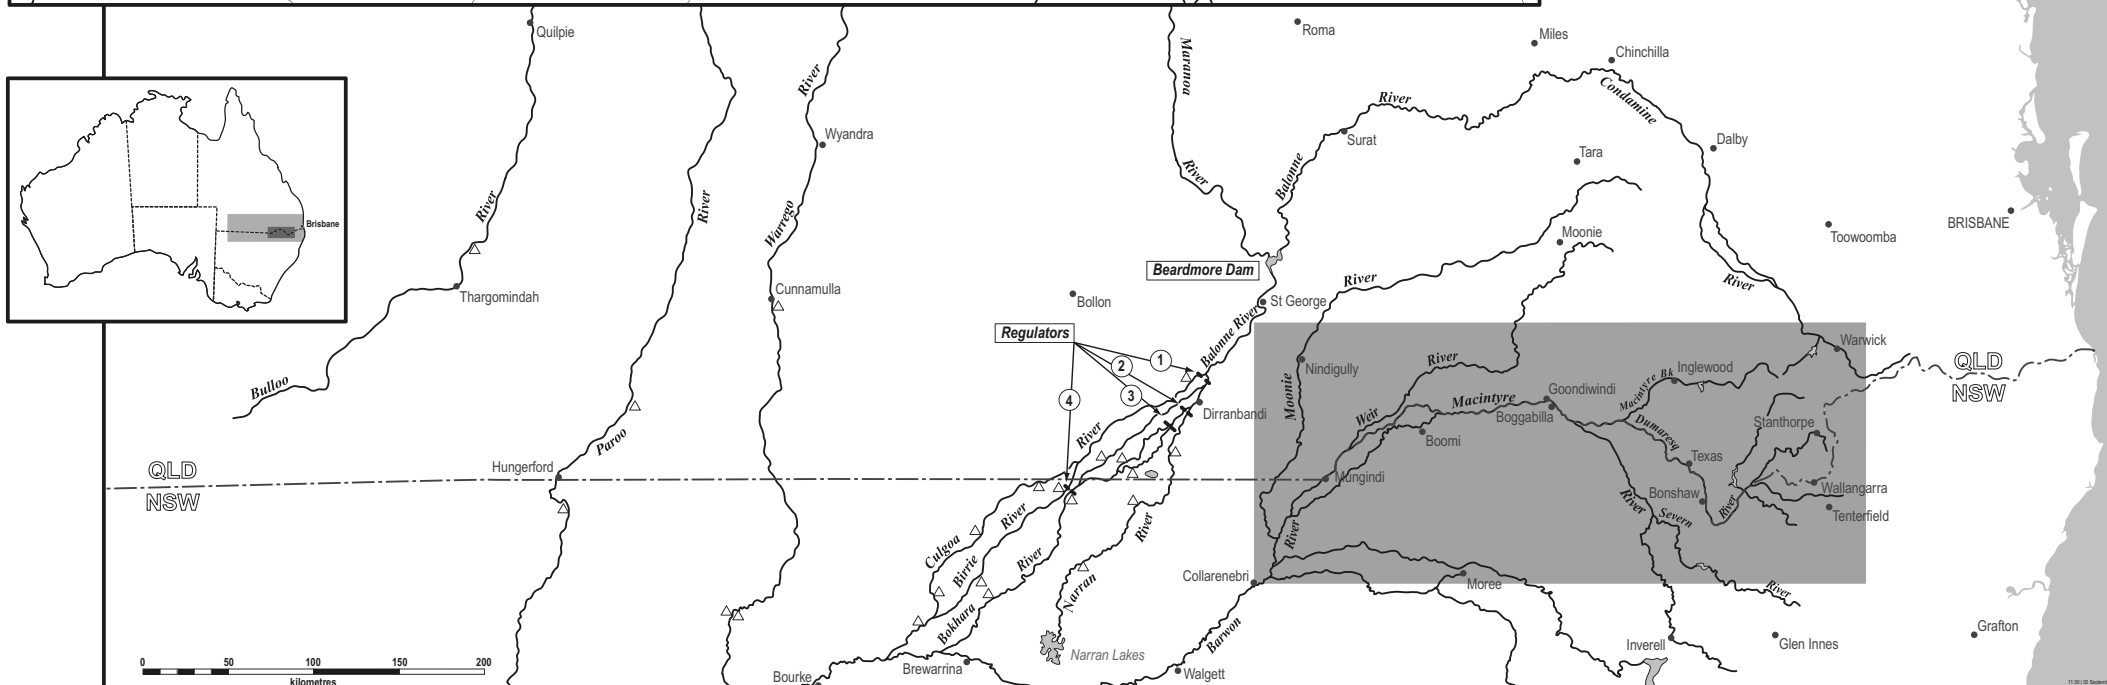 Quilpie
Roma
Miles
Chinchilla
River
Maranoa
River
Condamine
Wyandra
Surat
Dalby
Tara
River
Balonne
River
River
Brisbane
Warrego
BRISBANE
Toowoomba
Moonie
Beardmore Dam
River
River
Thargomindah
Cunnamulla
Bollon
St George
Regulators
Balonne River
1
2
3
4
Warwick
QLD
NSW
Nindigully
River
Inglewood
Macintyre Bk
Goondiwindi
Macintyre
Boggabilla
Moonie
Weir
Bulloo
Dirranbandi
Stanthorpe
Dumaresq
River
Boomi
Paroo
Texas
QLD
NSW
Hungerford
Mungindi
Wallangarra
Bonshaw
River
River
Severn
Tenterfield
River
River
River
River
Culgoa
Birrie
River
Narran
Bokhara
Collarenebri
Moree
River
Barwon
Grafton
Glen Innes
Inverell
Narran Lakes
0 50 100 150 200
kilometres
Bourke
Brewarrina
Walgett